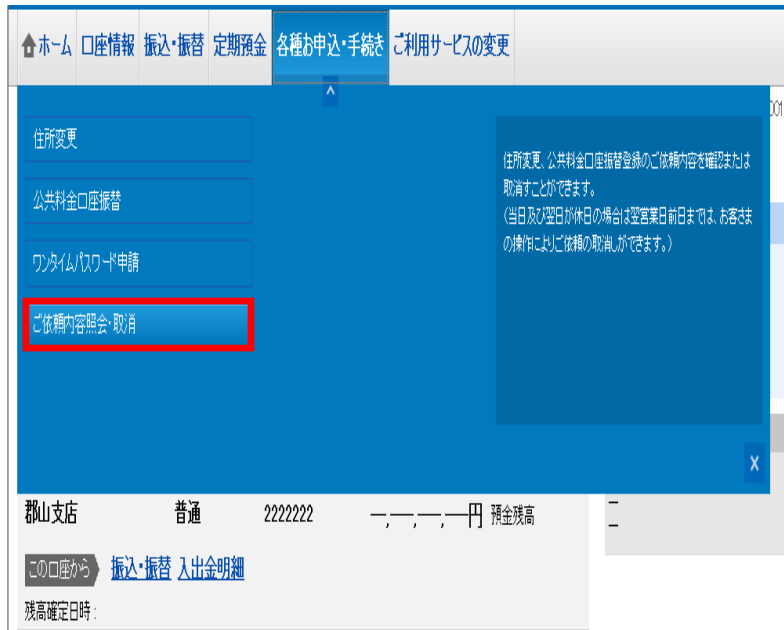 ホーム 口座情報 振込・振替 定期預金 各種お申込・手続き ご利用サービスの変更
^
001
住所変更
公共料金口座振替
ワンタイムパスワード申請
ご依頼内容照会・取消
住所変更、公共料金口座振替登録のご依頼内容を確認または
取消すことができます。
(当日及び翌日が休日の場合は翌営業日前日までは、お客さま
の操作によりご依頼の取消しができます。)
x
郡山支店 普通 2222222 ―,―,―,―円 預金残高
この口座から 振込・振替 入出金明細
残高確定日時: